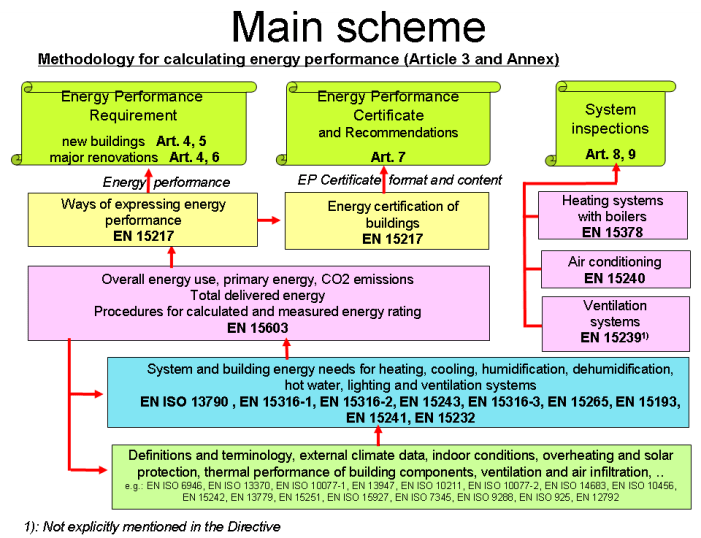 Main scheme
Methodology for calculating energy performance (Article 3 and Annex)
Energy Performance
Requirement
new buildings Art. 4, 5
major renovations Art. 4, 6
Energy Performance
Certificate
and Recommendations
Art. 7
System
inspections
Art. 8, 9
Energy performance
EP Certificate format and content
Ways of expressing energy
performance
EN 15217
Energy certification of
buildings
EN 15217
Heating systems
with boilers
EN 15378
Air conditioning
EN 15240
Ventilation
systems
EN 15239¹⁾
Overall energy use, primary energy, CO2 emissions
Total delivered energy
Procedures for calculated and measured energy rating
EN 15603
System and building energy needs for heating, cooling, humidification, dehumidification,
hot water, lighting and ventilation systems
EN ISO 13790 , EN 15316-1, EN 15316-2, EN 15243, EN 15316-3, EN 15265, EN 15193,
EN 15241, EN 15232
Definitions and terminology, external climate data, indoor conditions, overheating and solar
protection, thermal performance of building components, ventilation and air infiltration, ..
e.g.: EN ISO 6946, EN ISO 13370, EN ISO 10077-1, EN 13947, EN ISO 10211, EN ISO 10077-2, EN ISO 14683, EN ISO 10456,
EN 15242, EN 13779, EN 15251, EN ISO 15927, EN ISO 7345, EN ISO 9288, EN ISO 925, EN 12792
1): Not explicitly mentioned in the Directive